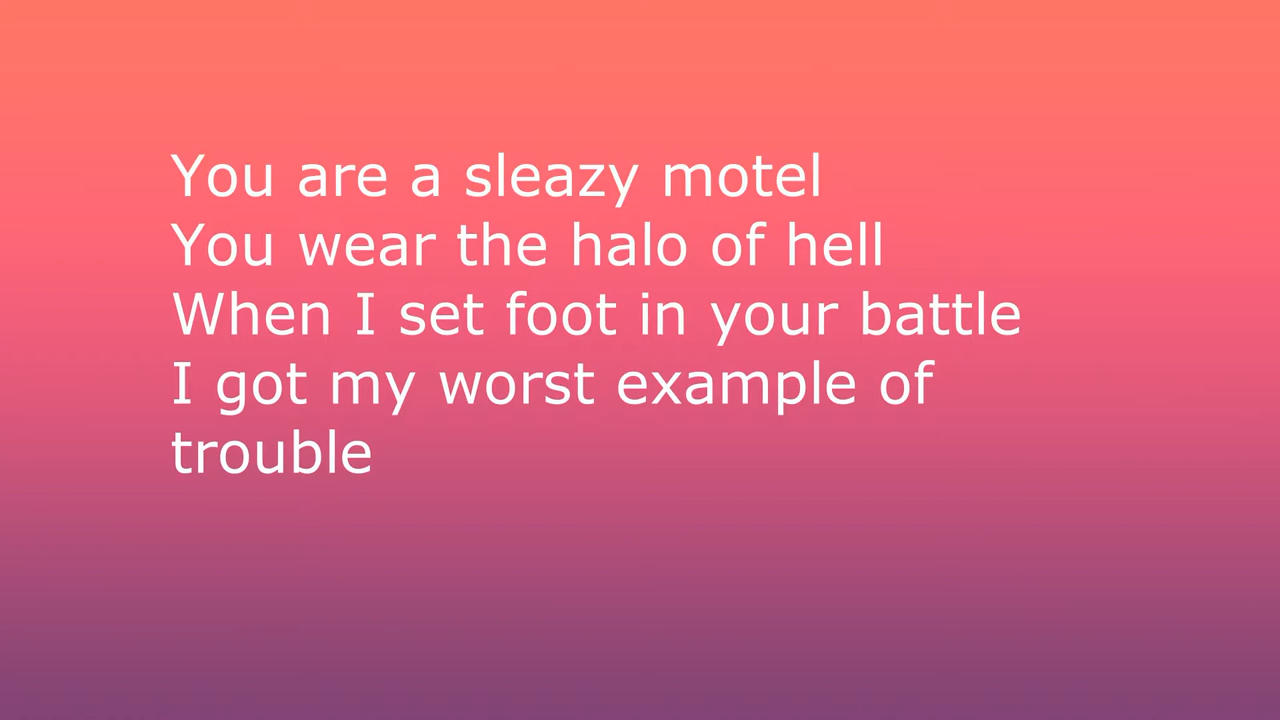 You are a sleazy motel
You wear the halo of hell
When I set foot in your battle
I got my worst example of
trouble